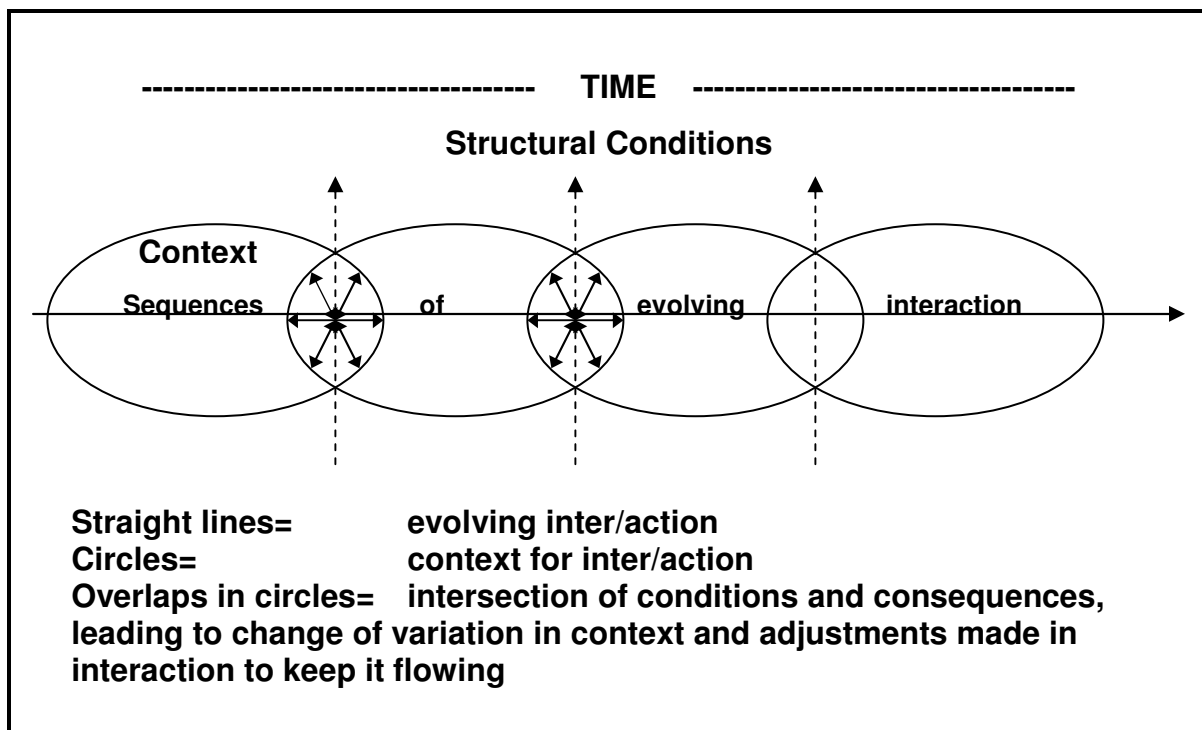 ----------------------------------- TIME ----------------------------------
Structural Conditions
Context
Sequences of evolving interaction
Straight lines= evolving inter/action
Circles= context for inter/action
Overlaps in circles= intersection of conditions and consequences,
leading to change of variation in context and adjustments made in
interaction to keep it flowing